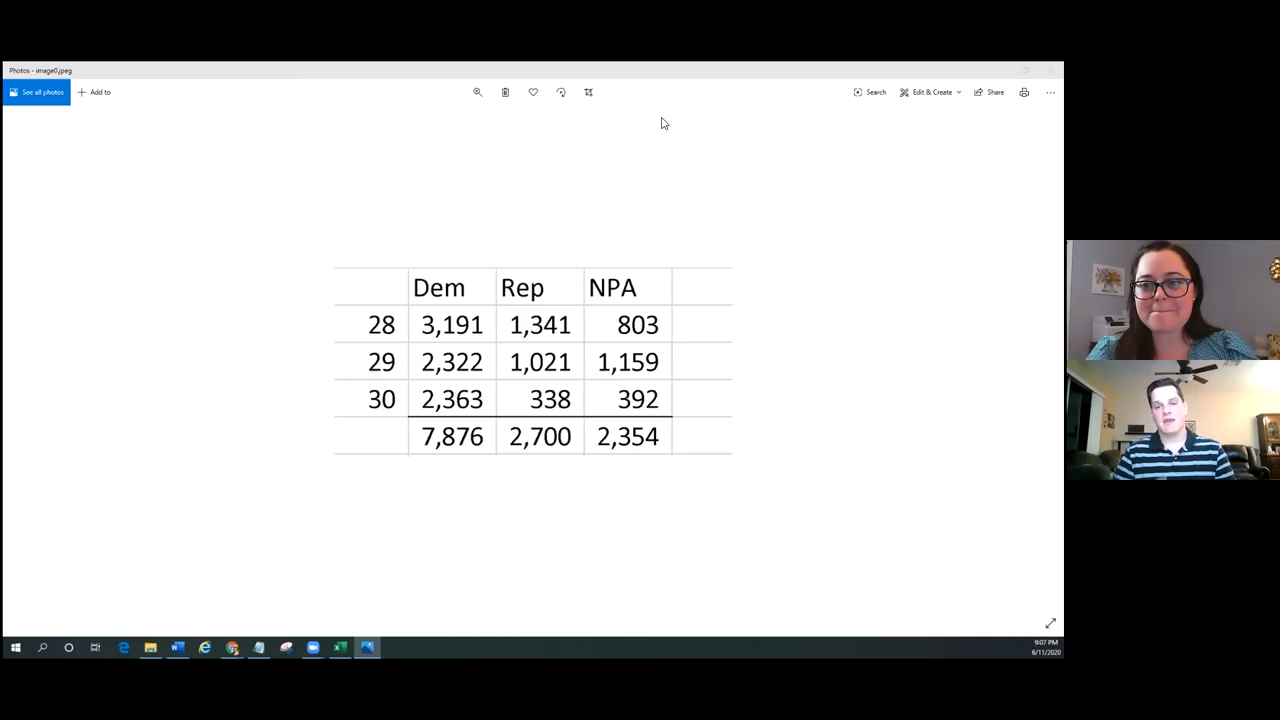 Photos - image0.jpeg
See all photos Add to Search Edit & Create Share
Dem Rep NPA
28 3,191 1,341 803
29 2,322 1,021 1,159
30 2,363 338 392
7,876 2,700 2,354
9:07 PM
6/11/2020